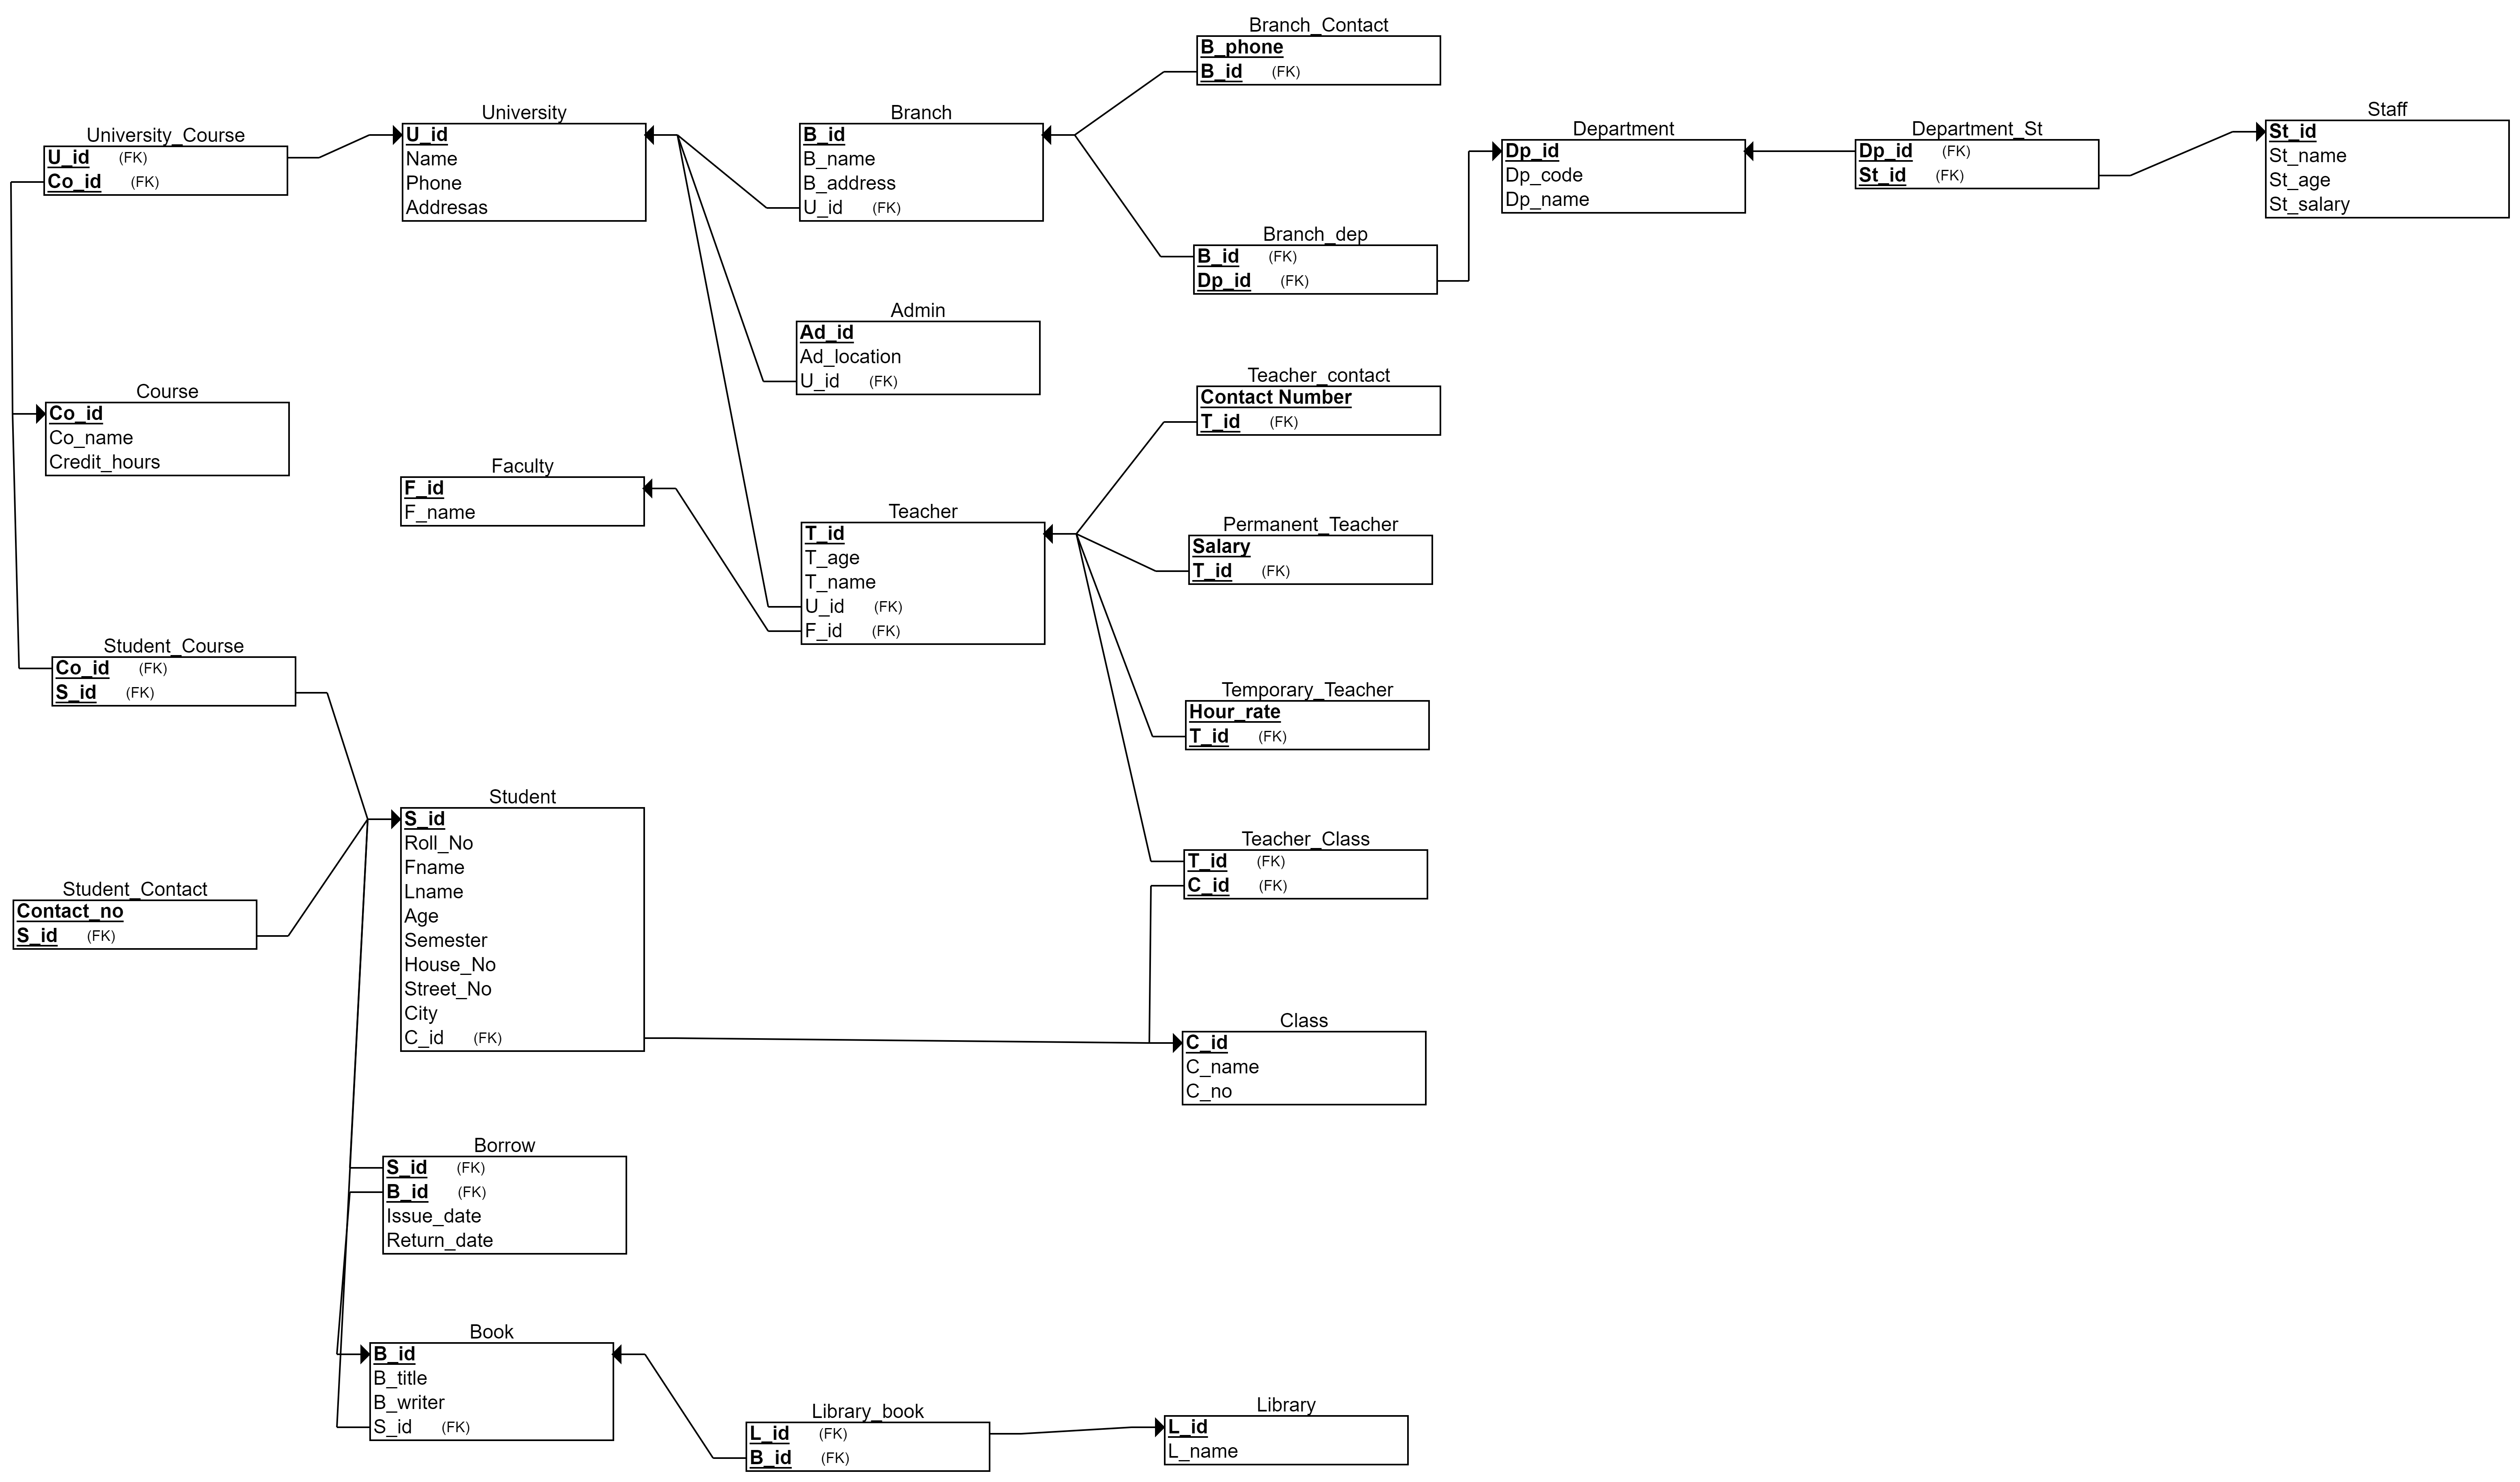 Branch_Contact
B_phone
B_id (FK)
University_Course
U_id (FK)
Co_id (FK)
University
U_id
Name
Phone
Addresas
Branch
B_id
B_name
B_address
U_id (FK)
Department
Dp_id
Dp_code
Dp_name
Department_St
Dp_id (FK)
St_id (FK)
Staff
St_id
St_name
St_age
St_salary
Branch_dep
B_id (FK)
Dp_id (FK)
Admin
Ad_id
Ad_location
U_id (FK)
Course
Co_id
Co_name
Credit_hours
Teacher_contact
Contact Number
T_id (FK)
Faculty
F_id
F_name
Teacher
T_id
T_age
T_name
U_id (FK)
F_id (FK)
Permanent_Teacher
Salary
T_id (FK)
Student_Course
Co_id (FK)
S_id (FK)
Temporary_Teacher
Hour_rate
T_id (FK)
Student
S_id
Roll_No
Fname
Lname
Age
Semester
House_No
Street_No
City
C_id (FK)
Teacher_Class
T_id (FK)
C_id (FK)
Student_Contact
Contact_no
S_id (FK)
Class
C_id
C_name
C_no
Borrow
S_id (FK)
B_id (FK)
Issue_date
Return_date
Book
B_id
B_title
B_writer
S_id (FK)
Library_book
L_id (FK)
B_id (FK)
Library
L_id
L_name